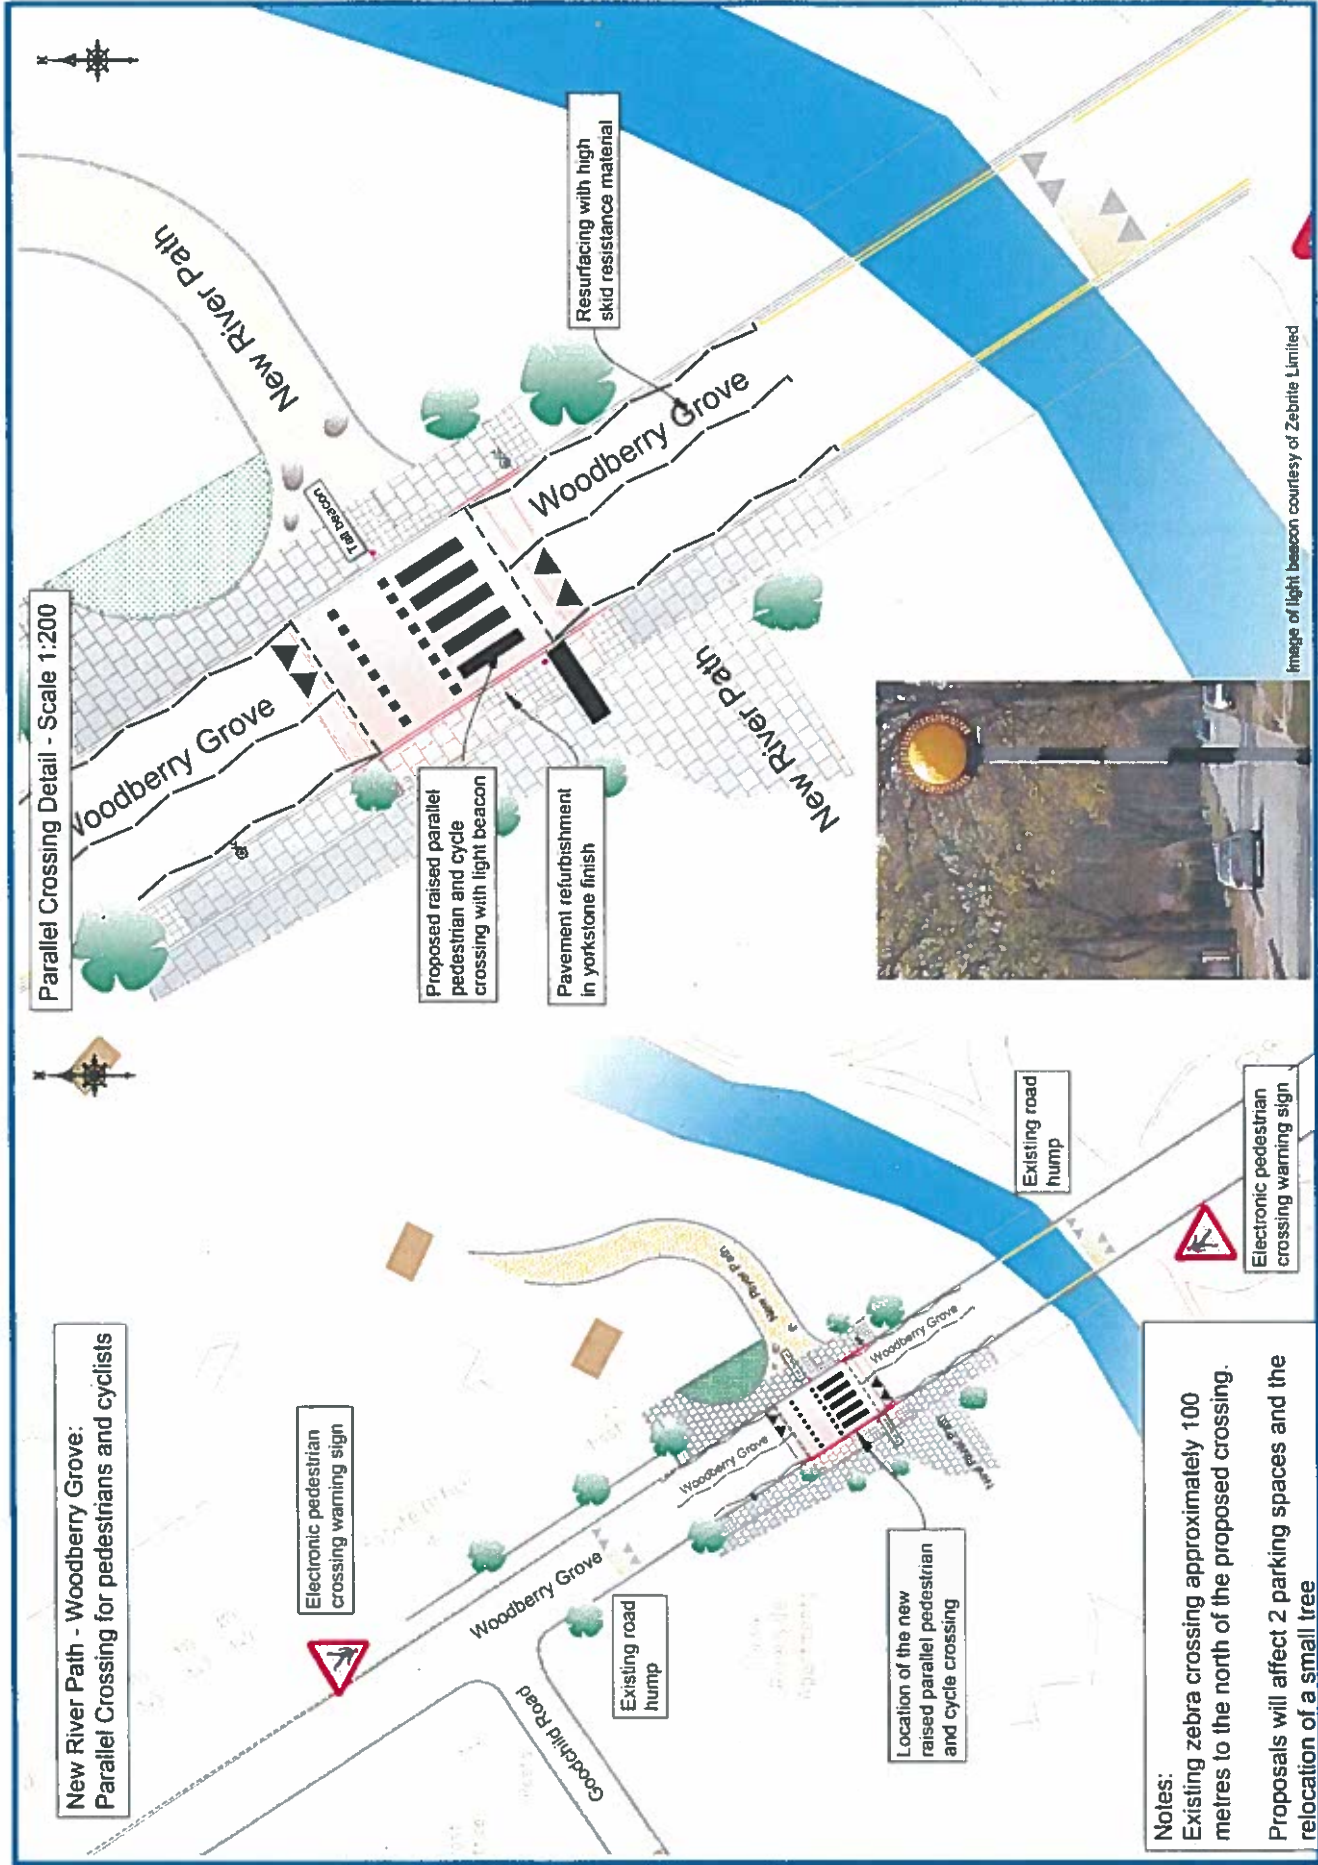 New River Path - Woodberry Grove:
Parallel Crossing for pedestrians and cyclists
N
Electronic pedestrian
crossing warning sign
Woodberry Grove
Goodchild Road
Existing road
hump
Woodberry Grove
New River Path
Woodberry Grove
New River Path
Location of the new
raised parallel pedestrian
and cycle crossing
Existing road
hump
Electronic pedestrian
crossing warning sign
Notes:
Existing zebra crossing approximately 100
metres to the north of the proposed crossing.
Proposals will affect 2 parking spaces and the
relocation of a small tree
Parallel Crossing Detail - Scale 1:200
N
New River Path
Tall beacon
Woodberry Grove
Woodberry Grove
Resurfacing with high
skid resistance material
Proposed raised parallel
pedestrian and cycle
crossing with light beacon
Pavement refurbishment
in yorkstone finish
New River Path
Image of light beacon courtesy of Zebrite Limited